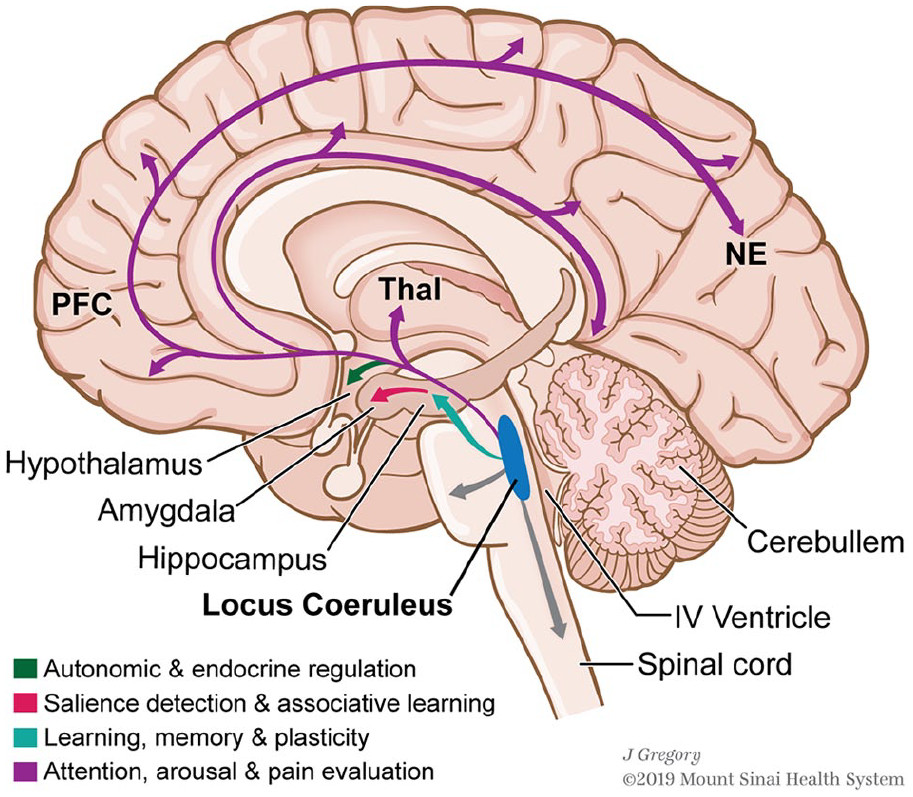 PFC
Thal
NE
Hypothalamus
Amygdala
Hippocampus
Locus Coeruleus
Cerebullem
IV Ventricle
Spinal cord
Autonomic & endocrine regulation
Salience detection & associative learning
Learning, memory & plasticity
Attention, arousal & pain evaluation
J Gregory
©2019 Mount Sinai Health System